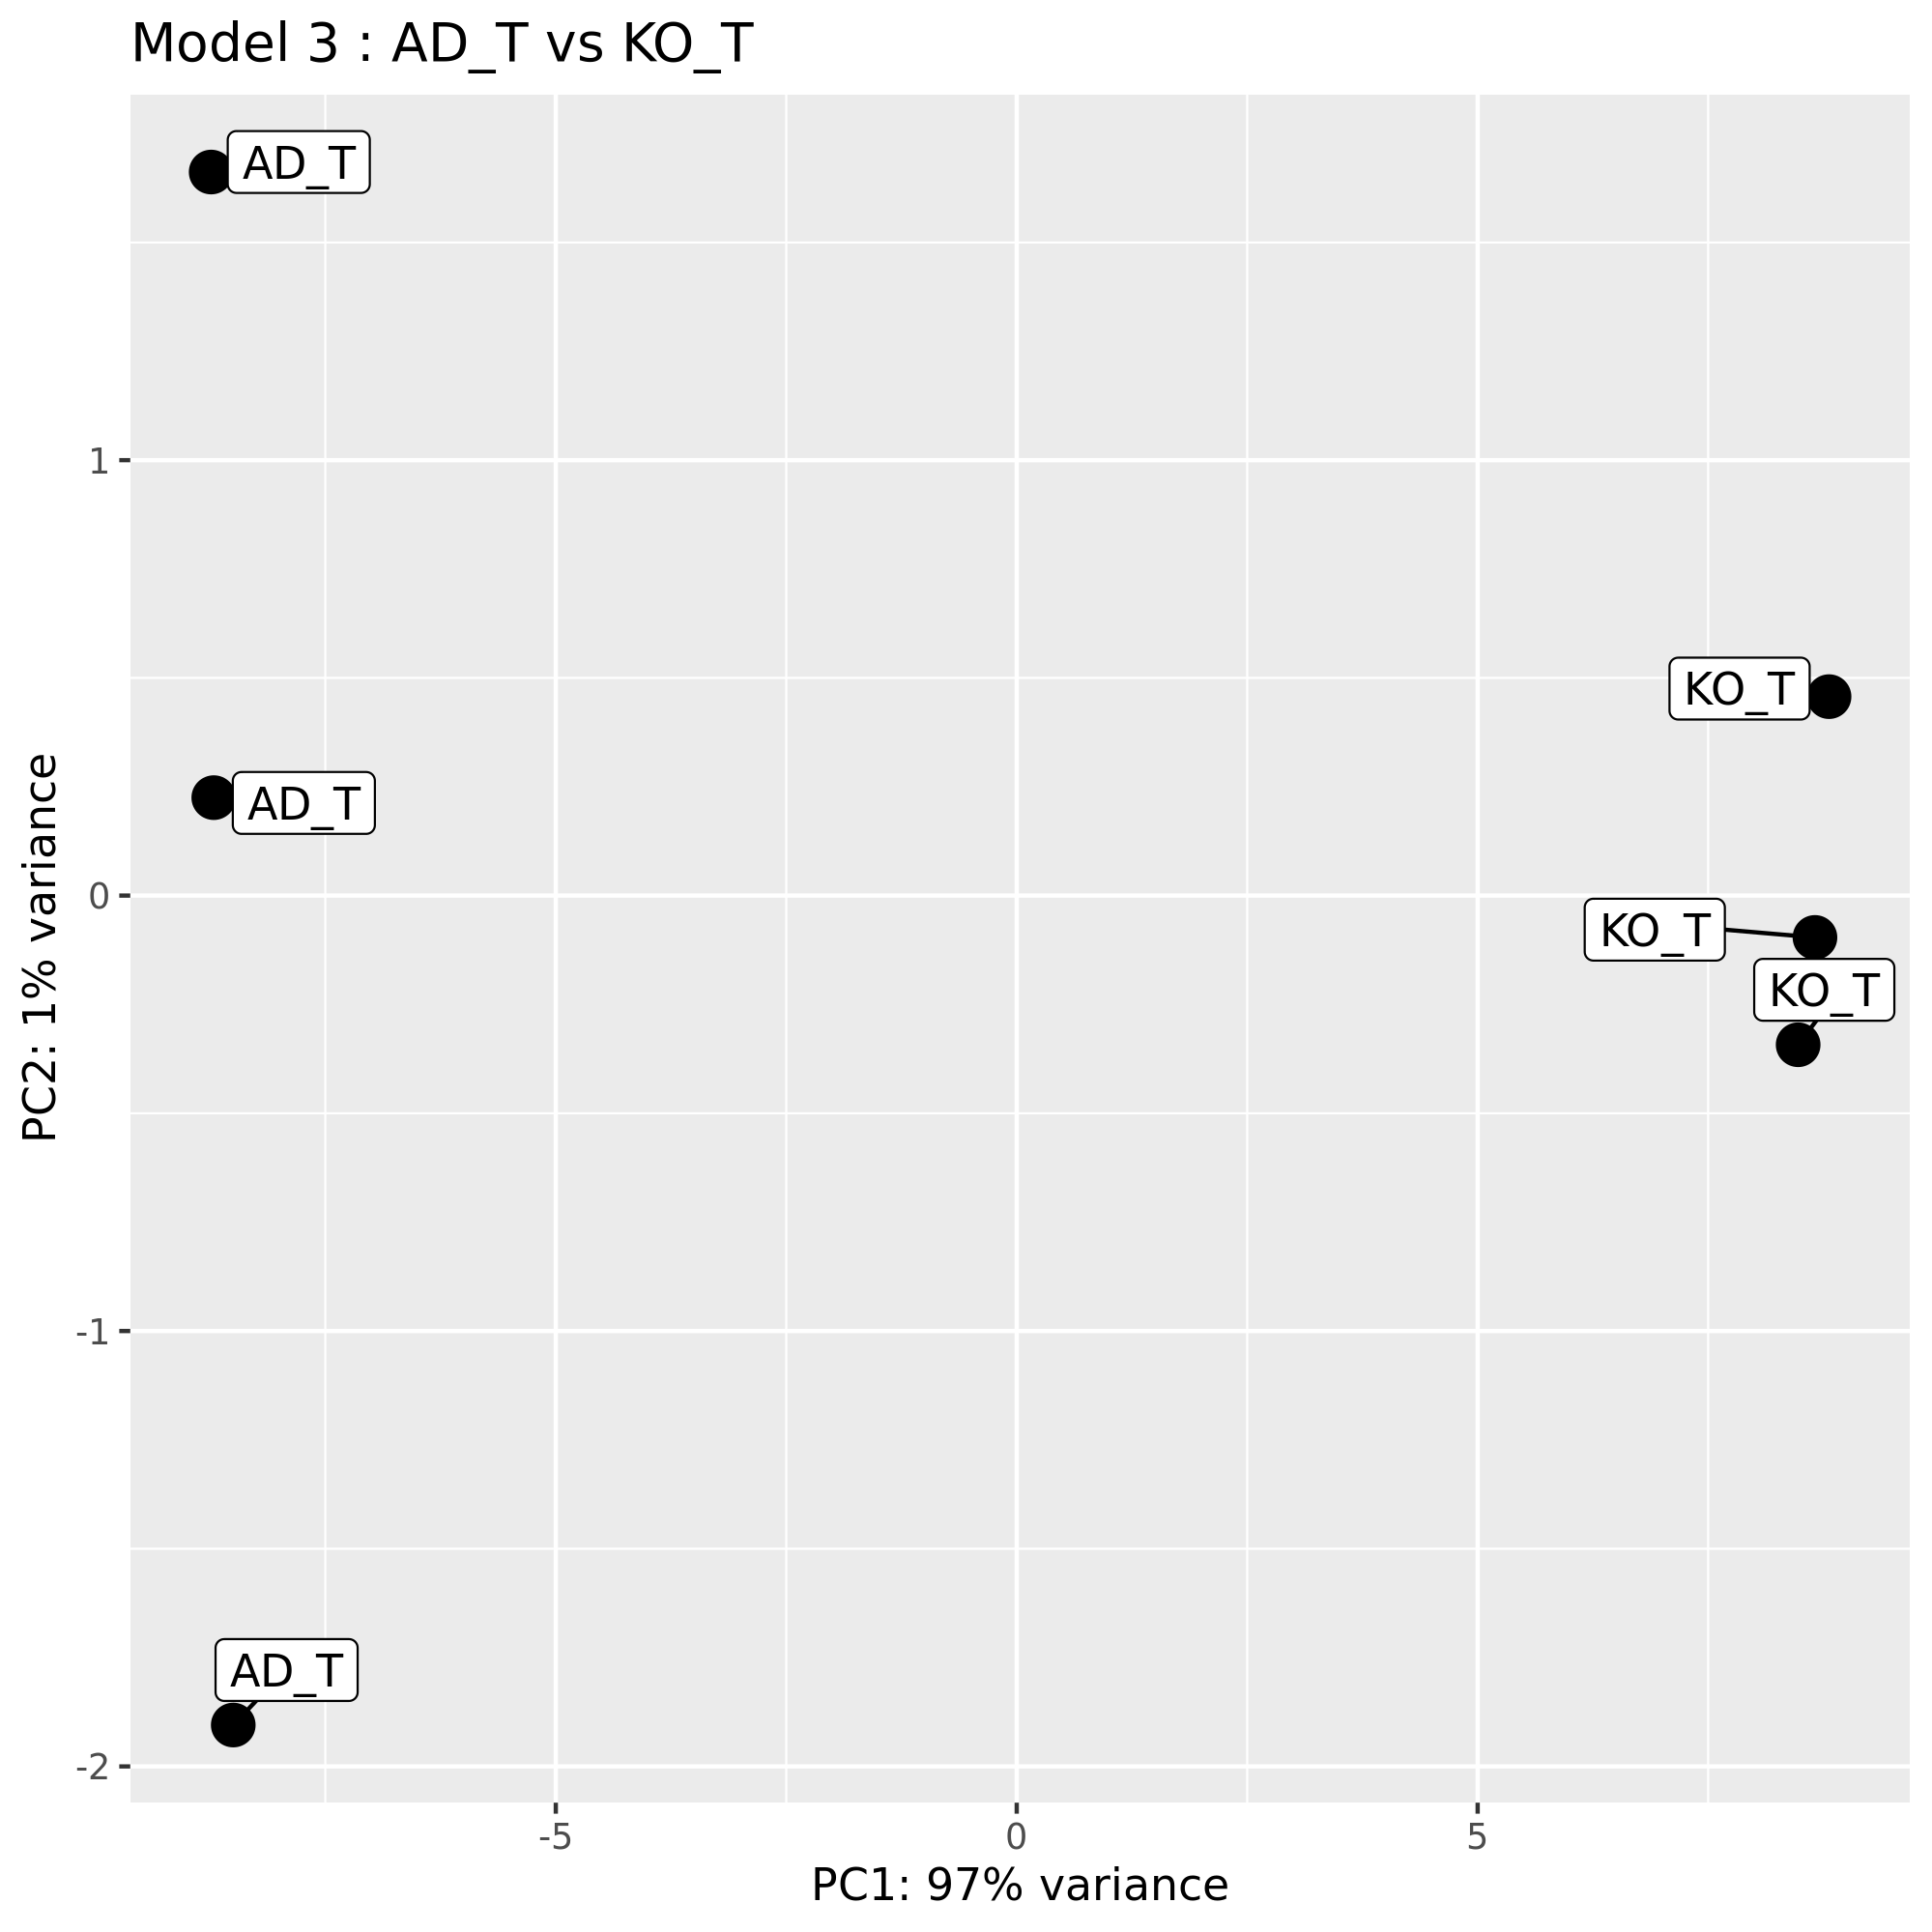 Model 3 : AD_T vs KO_T
AD_T
1
KO_T
AD_T
0
KO_T
KO_T
-1
AD_T
-2
-5
0
5
PC1: 97% variance
PC2: 1% variance